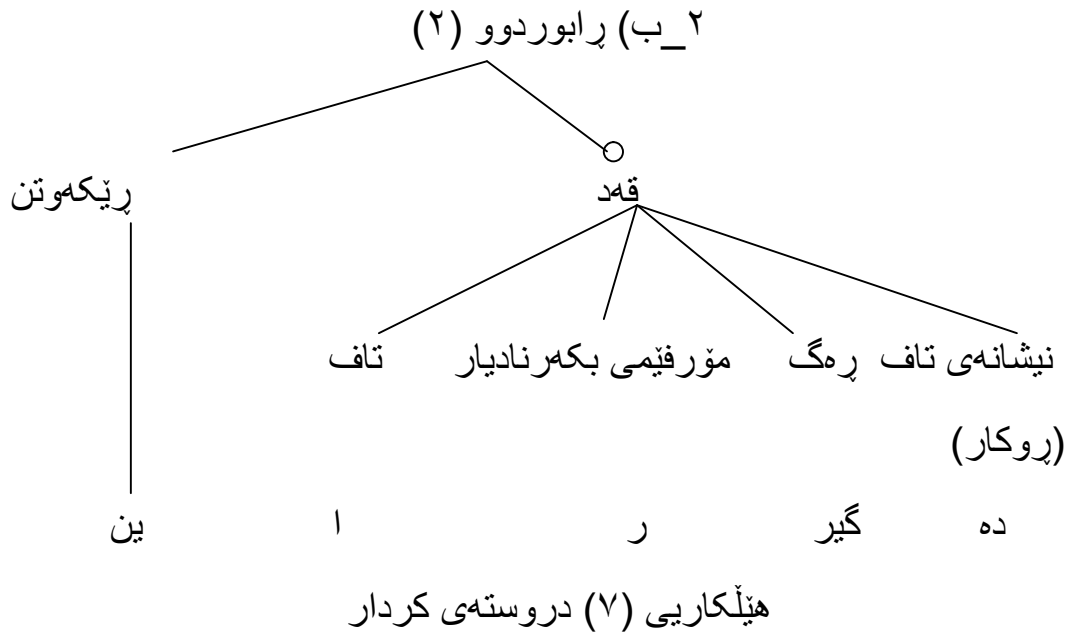 ٢_ب) ڕابوردوو (٢)
قەد ڕێکەوتن
نیشانەی تاف ڕەگ مۆرفێمی بکەرنادیار تاف
(ڕوکار)
دە گیر ر ا ین
هێڵکاریی (٧) دروستەی کردار